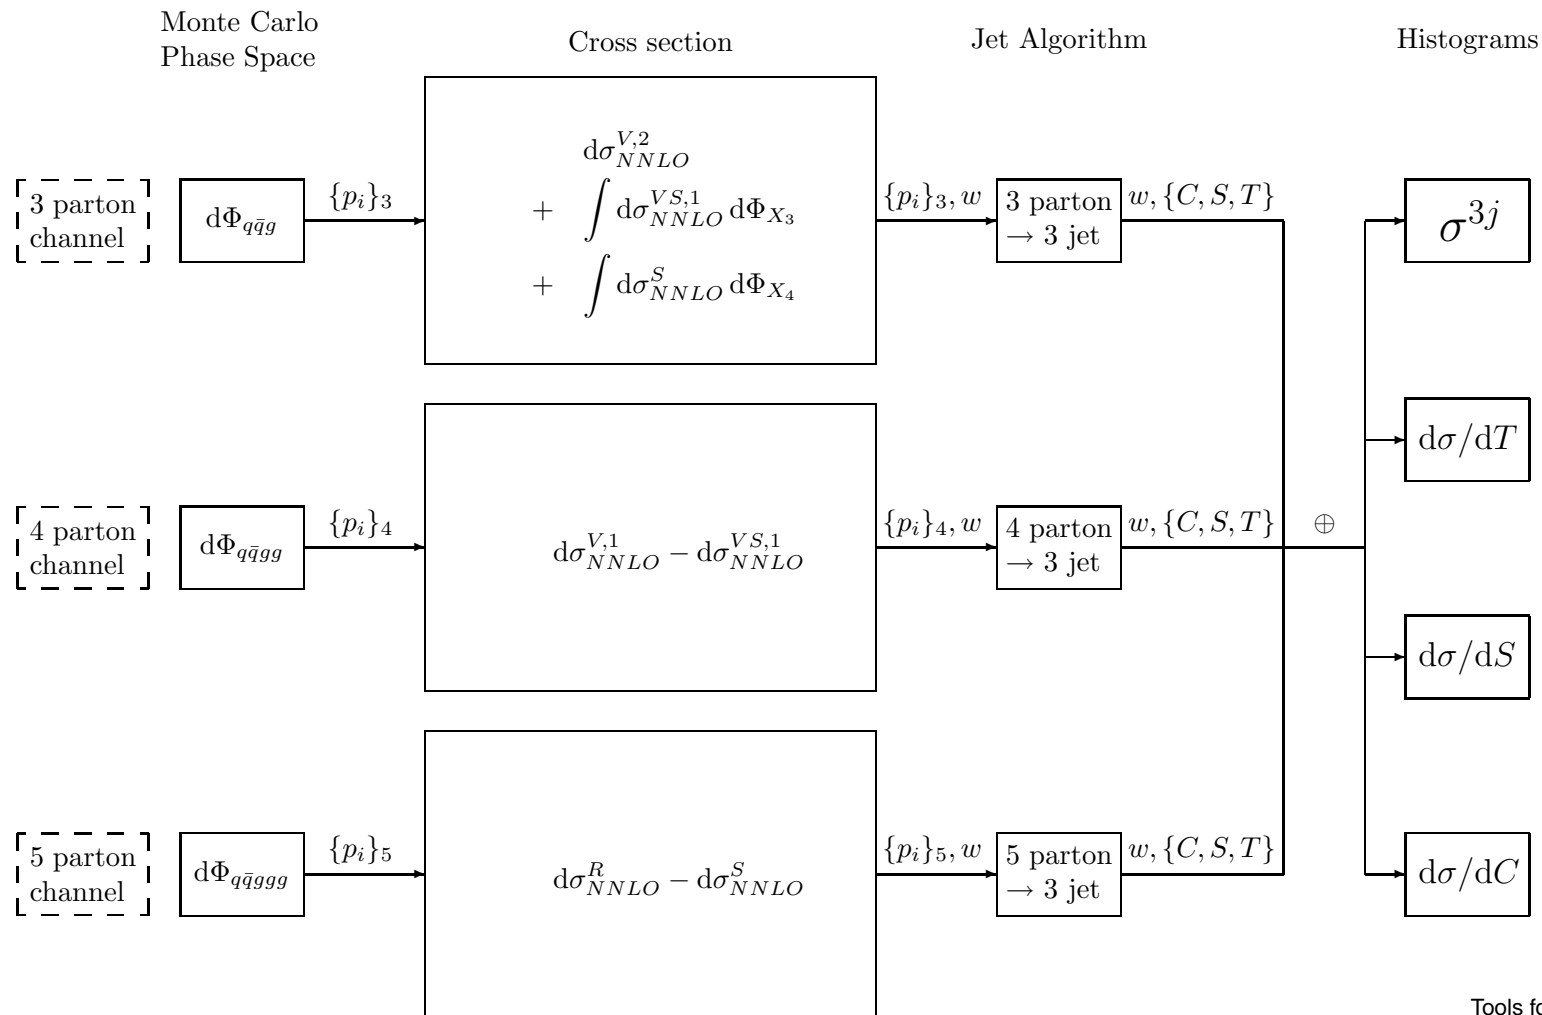 Monte Carlo
Phase Space
Cross section
Jet Algorithm
Histograms
3 parton
channel
dΦ_{qq̄g}
{p_i}_3
dσ^{V,2}_{NNLO}
+ ∫ dσ^{VS,1}_{NNLO} dΦ_{X_3}
+ ∫ dσ^{S}_{NNLO} dΦ_{X_4}
{p_i}_3, w
3 parton
→ 3 jet
w, {C, S, T}
σ^{3j}
dσ/dT
4 parton
channel
dΦ_{qq̄gg}
{p_i}_4
dσ^{V,1}_{NNLO} − dσ^{VS,1}_{NNLO}
{p_i}_4, w
4 parton
→ 3 jet
w, {C, S, T}
⊕
dσ/dS
5 parton
channel
dΦ_{qq̄ggg}
{p_i}_5
dσ^{R}_{NNLO} − dσ^{S}_{NNLO}
{p_i}_5, w
5 parton
→ 3 jet
w, {C, S, T}
dσ/dC
Tools